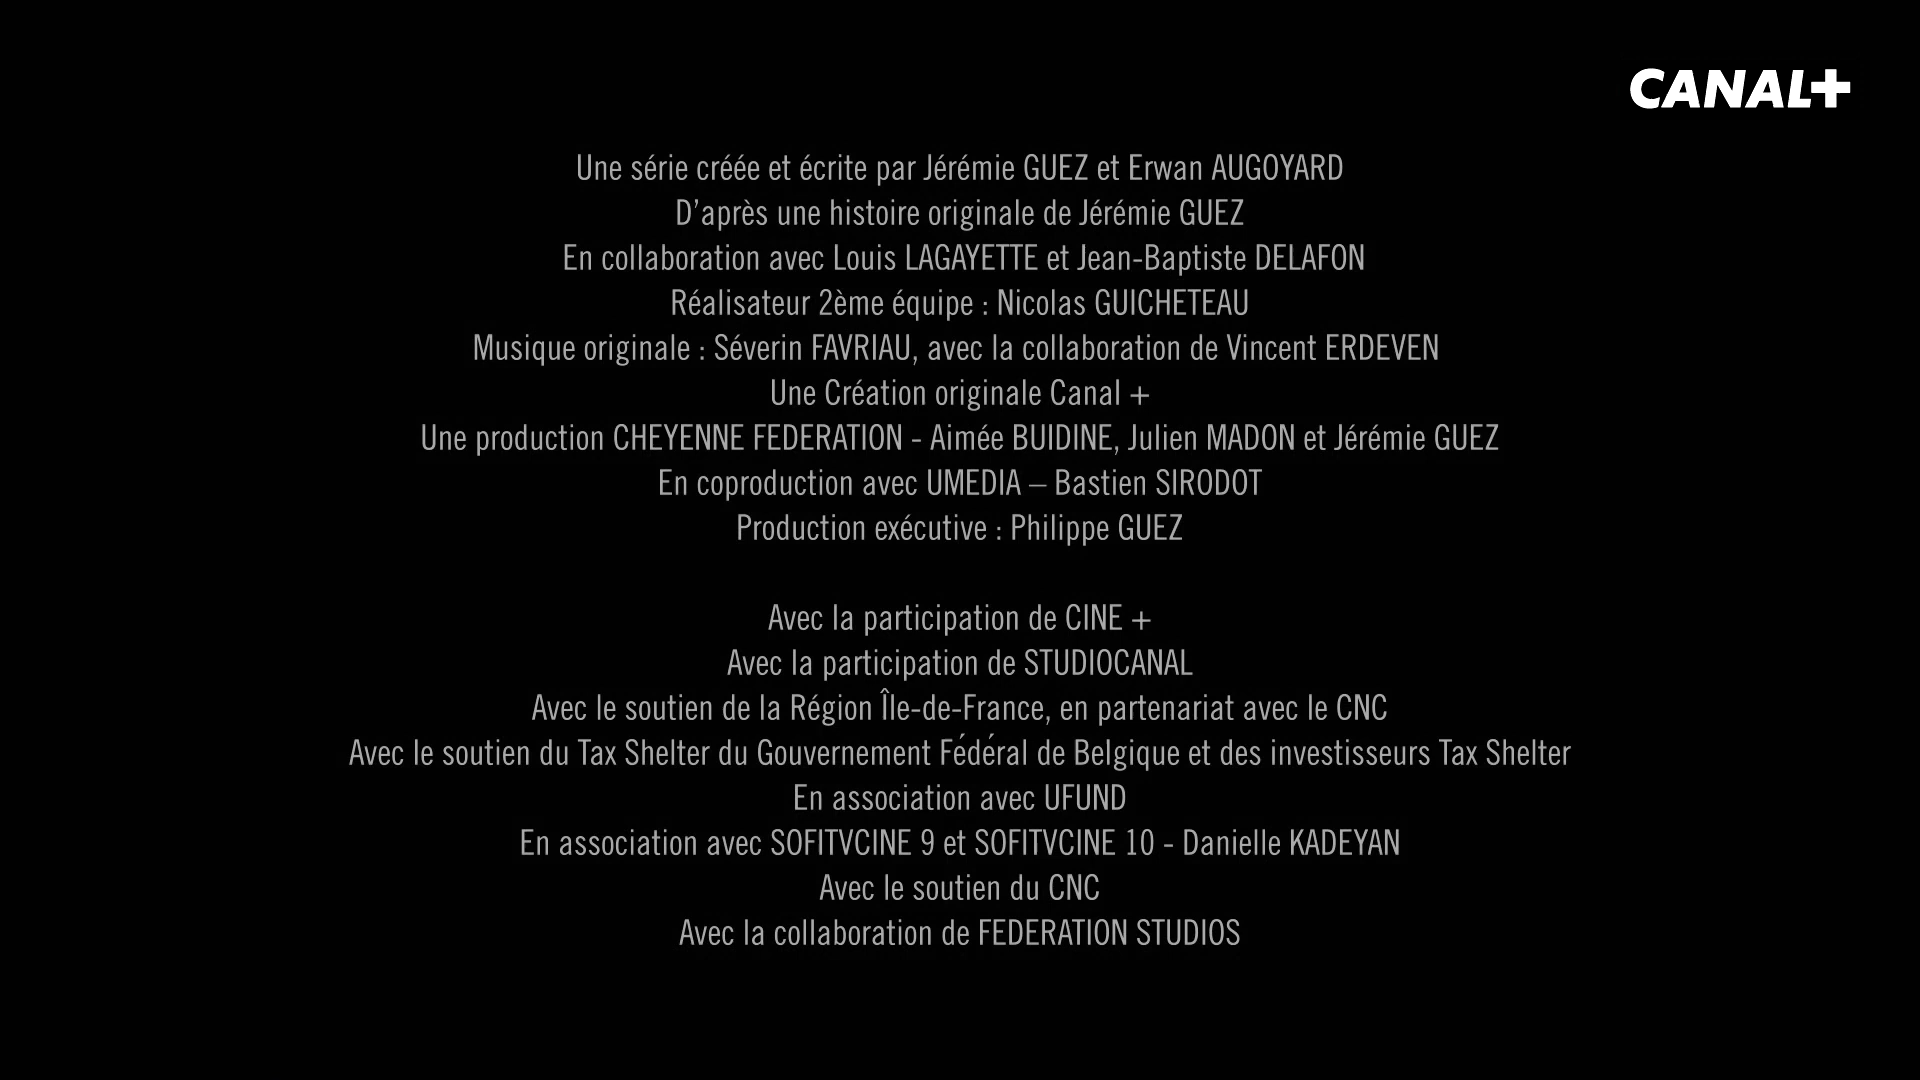 CANAL+
Une série créée et écrite par Jérémie GUEZ et Erwan AUGOYARD
D’après une histoire originale de Jérémie GUEZ
En collaboration avec Louis LAGAYETTE et Jean-Baptiste DELAFON
Réalisateur 2ème équipe : Nicolas GUICHETEAU
Musique originale : Séverin FAVRIAU, avec la collaboration de Vincent ERDEVEN
Une Création originale Canal +
Une production CHEYENNE FEDERATION - Aimée BUIDINE, Julien MADON et Jérémie GUEZ
En coproduction avec UMEDIA – Bastien SIRODOT
Production exécutive : Philippe GUEZ
Avec la participation de CINE +
Avec la participation de STUDIOCANAL
Avec le soutien de la Région Île-de-France, en partenariat avec le CNC
Avec le soutien du Tax Shelter du Gouvernement Fédéral de Belgique et des investisseurs Tax Shelter
En association avec UFUND
En association avec SOFITVCINE 9 et SOFITVCINE 10 - Danielle KADEYAN
Avec le soutien du CNC
Avec la collaboration de FEDERATION STUDIOS